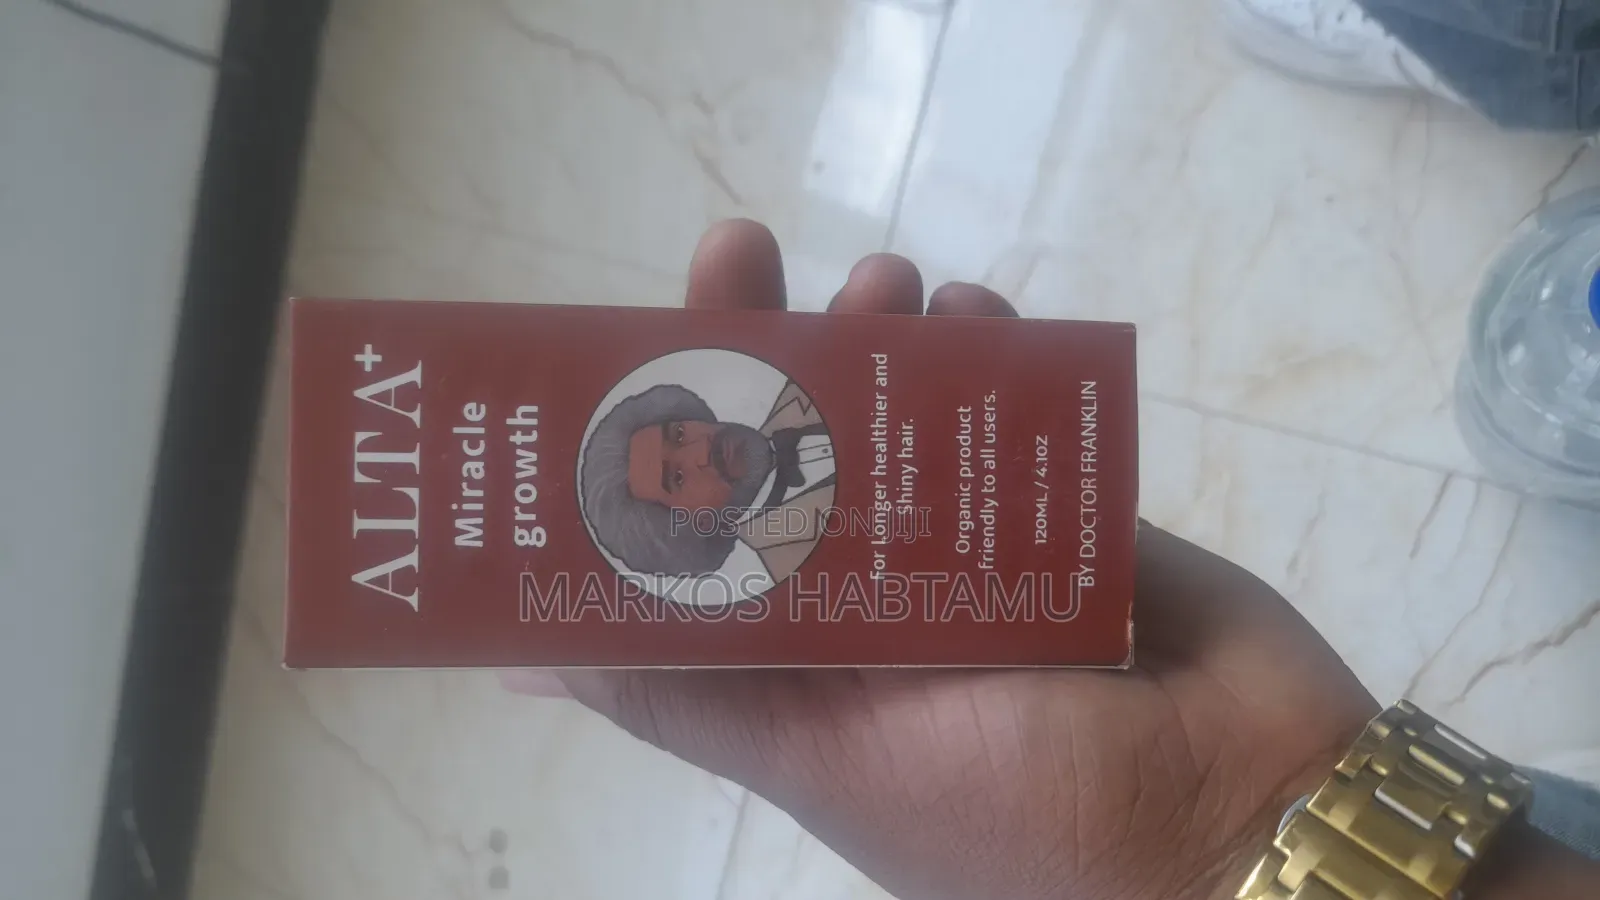 ALTA+
Miracle
growth
For Longer healthier and
Shiny hair.
Organic product
friendly to all users.
120ML / 4.1OZ
BY DOCTOR FRANKLIN
POSTED ON JIJI
MARKOS HABTAMU